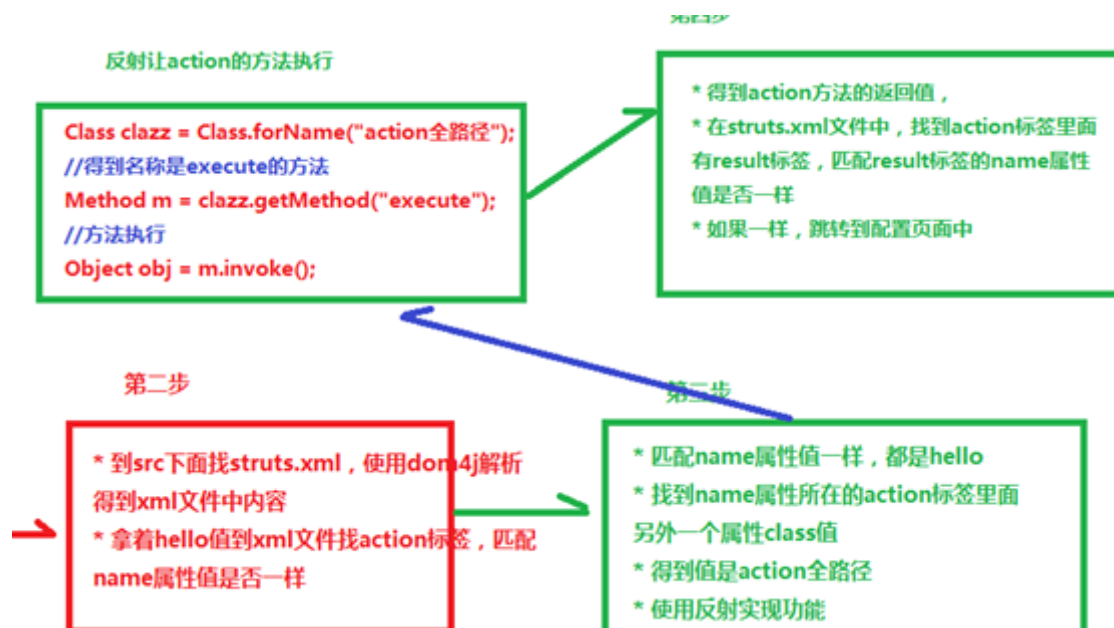 第四步
反射让action的方法执行
Class clazz = Class.forName("action全路径");
//得到名称是execute的方法
Method m = clazz.getMethod("execute");
//方法执行
Object obj = m.invoke();
* 得到action方法的返回值，
* 在struts.xml文件中，找到action标签里面
有result标签，匹配result标签的name属性
值是否一样
* 如果一样，跳转到配置页面中
第二步
* 到src下面找struts.xml，使用dom4j解析
得到xml文件中内容
* 拿着hello值到xml文件找action标签，匹配
name属性值是否一样
第三步
* 匹配name属性值一样，都是hello
* 找到name属性所在的action标签里面
另外一个属性class值
* 得到值是action全路径
* 使用反射实现功能